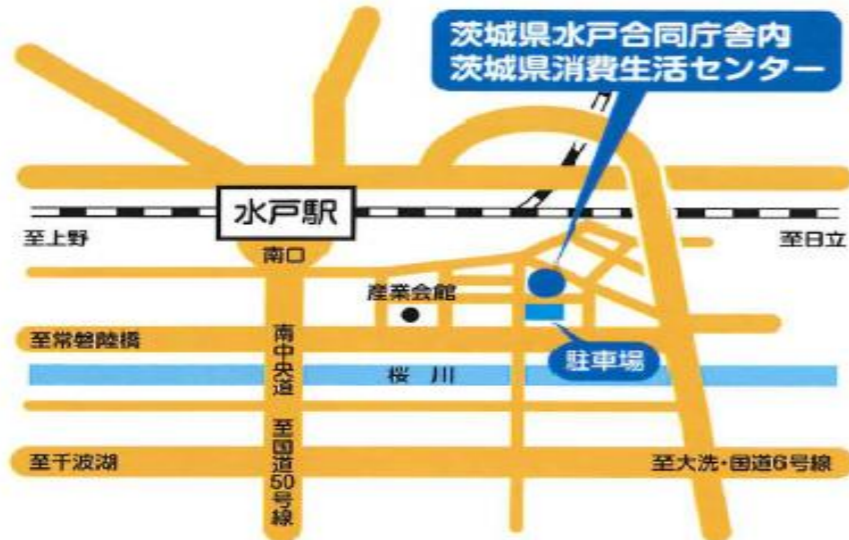 茨城県水戸合同庁舎内
茨城県消費生活センター
水戸駅
至上野
至日立
南口
産業会館
至常磐陸橋
南中央道
駐車場
桜川
至国道50号線
至千波湖
至大洗・国道6号線